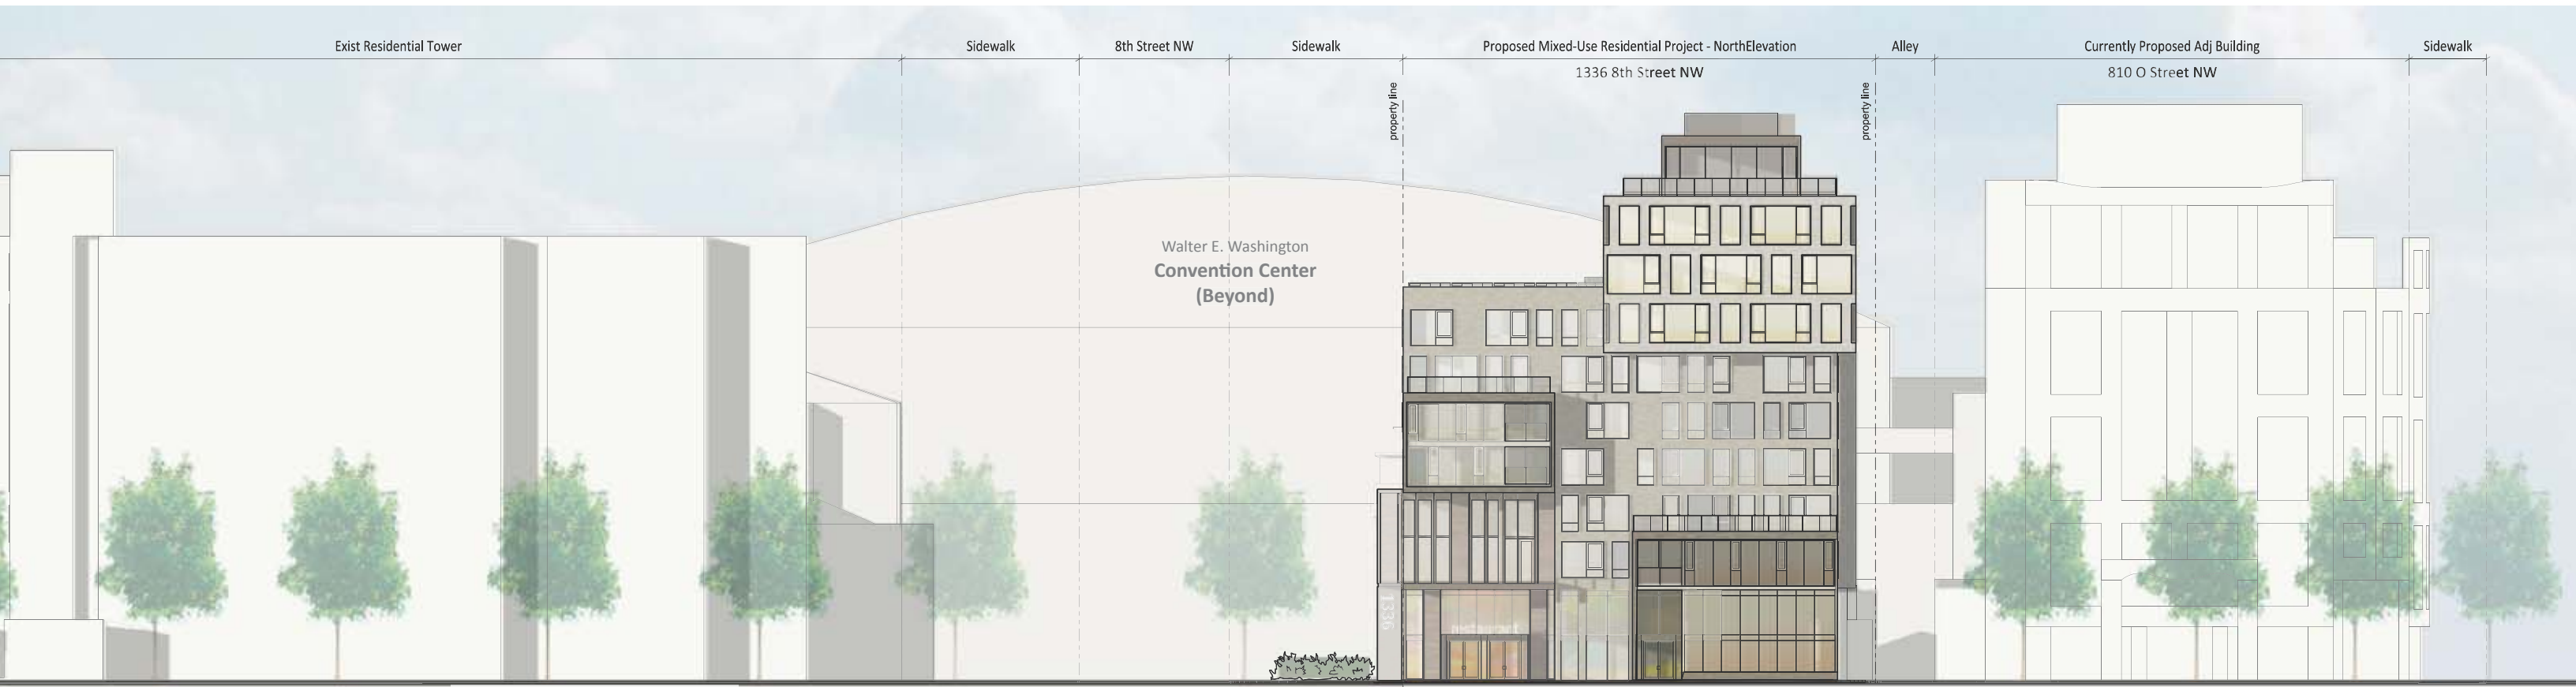 Exist Residential Tower
Sidewalk
8th Street NW
Sidewalk
Proposed Mixed-Use Residential Project - NorthElevation
Alley
Currently Proposed Adj Building
Sidewalk
1336 8th Street NW
810 O Street NW
property line
property line
Walter E. Washington
Convention Center
(Beyond)
1336
restaurant